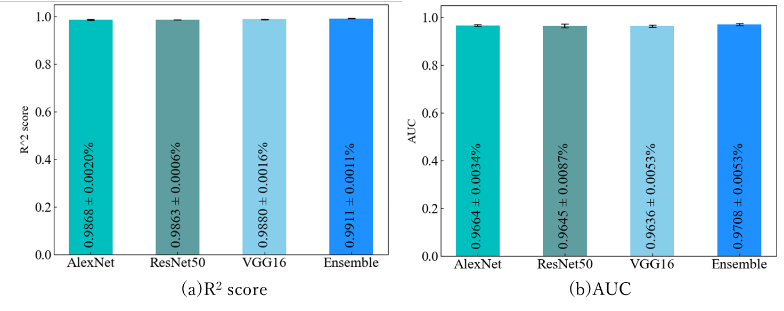 1.0
0.8
0.6
0.4
0.2
0.0
R^2 score
0.9868 ± 0.0020%
0.9863 ± 0.0006%
0.9880 ± 0.0016%
0.9911 ± 0.0011%
AlexNet ResNet50 VGG16 Ensemble
(a)R² score
1.0
0.8
0.6
0.4
0.2
0.0
AUC
0.9664 ± 0.0034%
0.9645 ± 0.0087%
0.9636 ± 0.0053%
0.9708 ± 0.0053%
AlexNet ResNet50 VGG16 Ensemble
(b)AUC